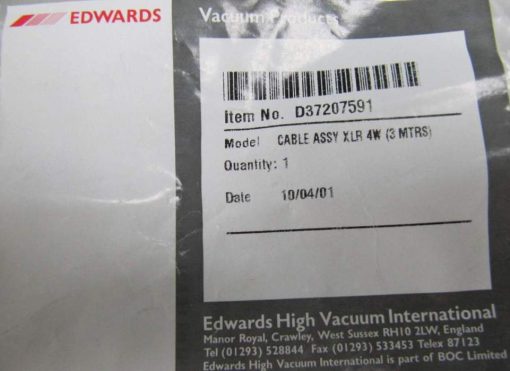 EDWARDS
Vacuum Products
Item No. D37207591
Model CABLE ASSY XLR 4W (3 MTRS)
Quantity: 1
Date 10/04/01
Edwards High Vacuum International
Manor Royal, Crawley, West Sussex RH10 2LW, England
Tel (01293) 528844 Fax (01293) 533453 Telex 87123
Edwards High Vacuum International is part of BOC Limited